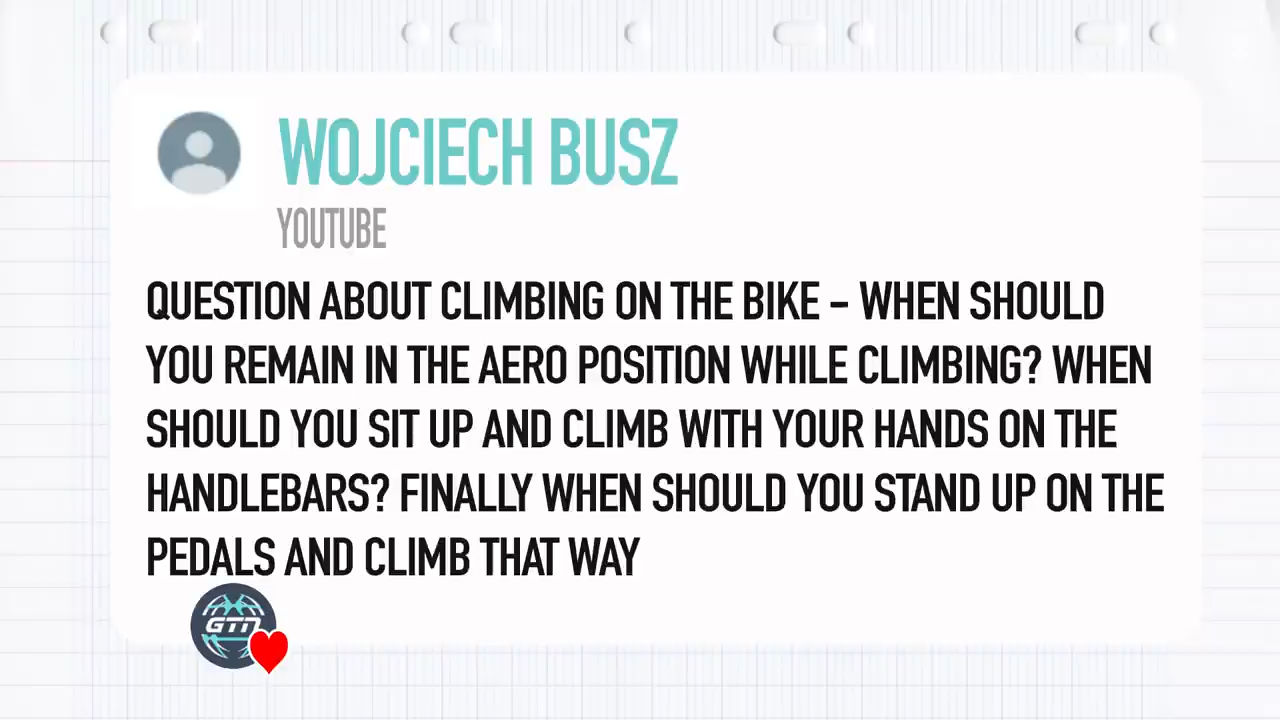 WOJCIECH BUSZ
YOUTUBE
QUESTION ABOUT CLIMBING ON THE BIKE – WHEN SHOULD
YOU REMAIN IN THE AERO POSITION WHILE CLIMBING? WHEN
SHOULD YOU SIT UP AND CLIMB WITH YOUR HANDS ON THE
HANDLEBARS? FINALLY WHEN SHOULD YOU STAND UP ON THE
PEDALS AND CLIMB THAT WAY
GTN